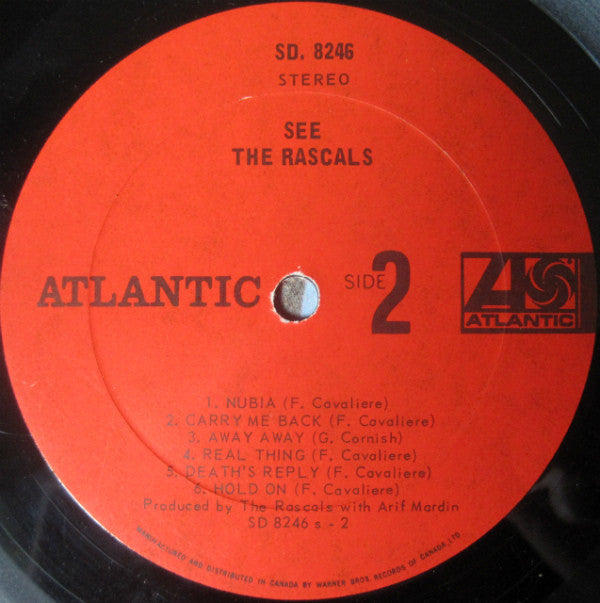 SD. 8246
STEREO
SEE
THE RASCALS
ATLANTIC
SIDE 2
ATLANTIC
1. NUBIA (F. Cavaliere)
2. CARRY ME BACK (F. Cavaliere)
3. AWAY AWAY (G. Cornish)
4. REAL THING (F. Cavaliere)
5. DEATH'S REPLY (F. Cavaliere)
6. HOLD ON (F. Cavaliere)
Produced by The Rascals with Arif Mardin
SD 8246 s - 2
MANUFACTURED AND DISTRIBUTED IN CANADA BY WARNER BROS. RECORDS OF CANADA, LTD